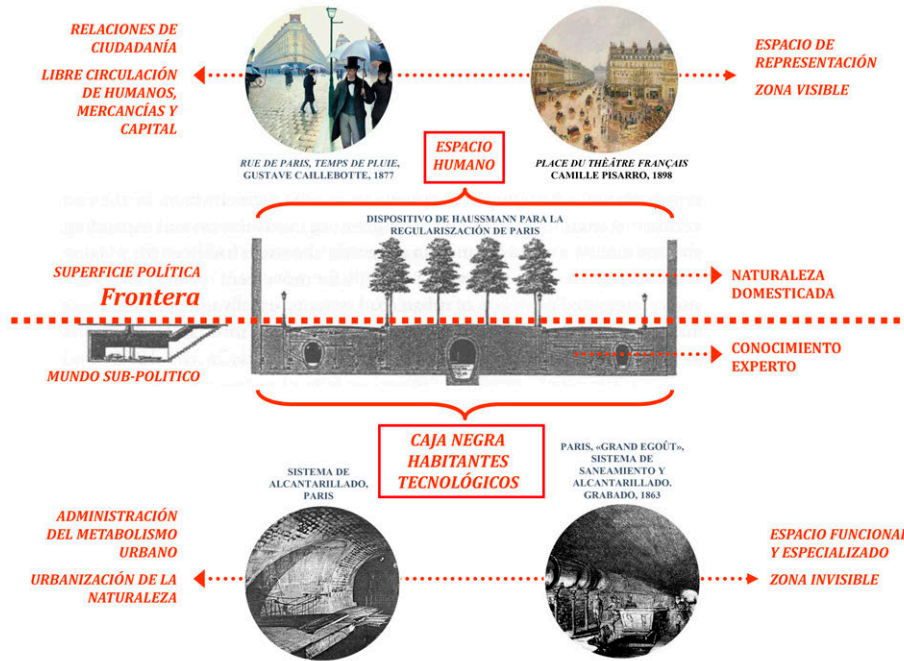 RELACIONES DE
CIUDADANÍA
LIBRE CIRCULACIÓN
DE HUMANOS,
MERCANCÍAS Y
CAPITAL
ESPACIO DE
REPRESENTACIÓN
ZONA VISIBLE
RUE DE PARIS, TEMPS DE PLUIE,
GUSTAVE CAILLEBOTTE, 1877
ESPACIO
HUMANO
PLACE DU THÈÂTRE FRANÇAIS
CAMILLE PISARRO, 1898
DISPOSITIVO DE HAUSSMANN PARA LA
REGULARISZACIÓN DE PARIS
SUPERFICIE POLÍTICA
Frontera
NATURALEZA
DOMESTICADA
MUNDO SUB-POLITICO
CONOCIMIENTO
EXPERTO
CAJA NEGRA
HABITANTES
TECNOLÓGICOS
SISTEMA DE
ALCANTARILLADO,
PARIS
PARIS, «GRAND EGOÛT»,
SISTEMA DE
SANEAMIENTO Y
ALCANTARILLADO.
GRABADO, 1863
ADMINISTRACIÓN
DEL METABOLISMO
URBANO
URBANIZACIÓN DE LA
NATURALEZA
ESPACIO FUNCIONAL
Y ESPECIALIZADO
ZONA INVISIBLE